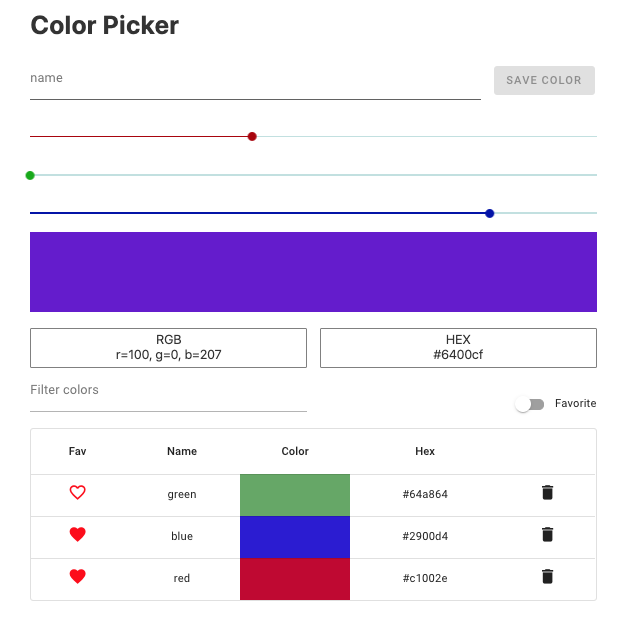 Color Picker
name
SAVE COLOR
RGB
r=100, g=0, b=207
HEX
#6400cf
Filter colors
Favorite
Fav Name Color Hex
green #64a864
blue #2900d4
red #c1002e